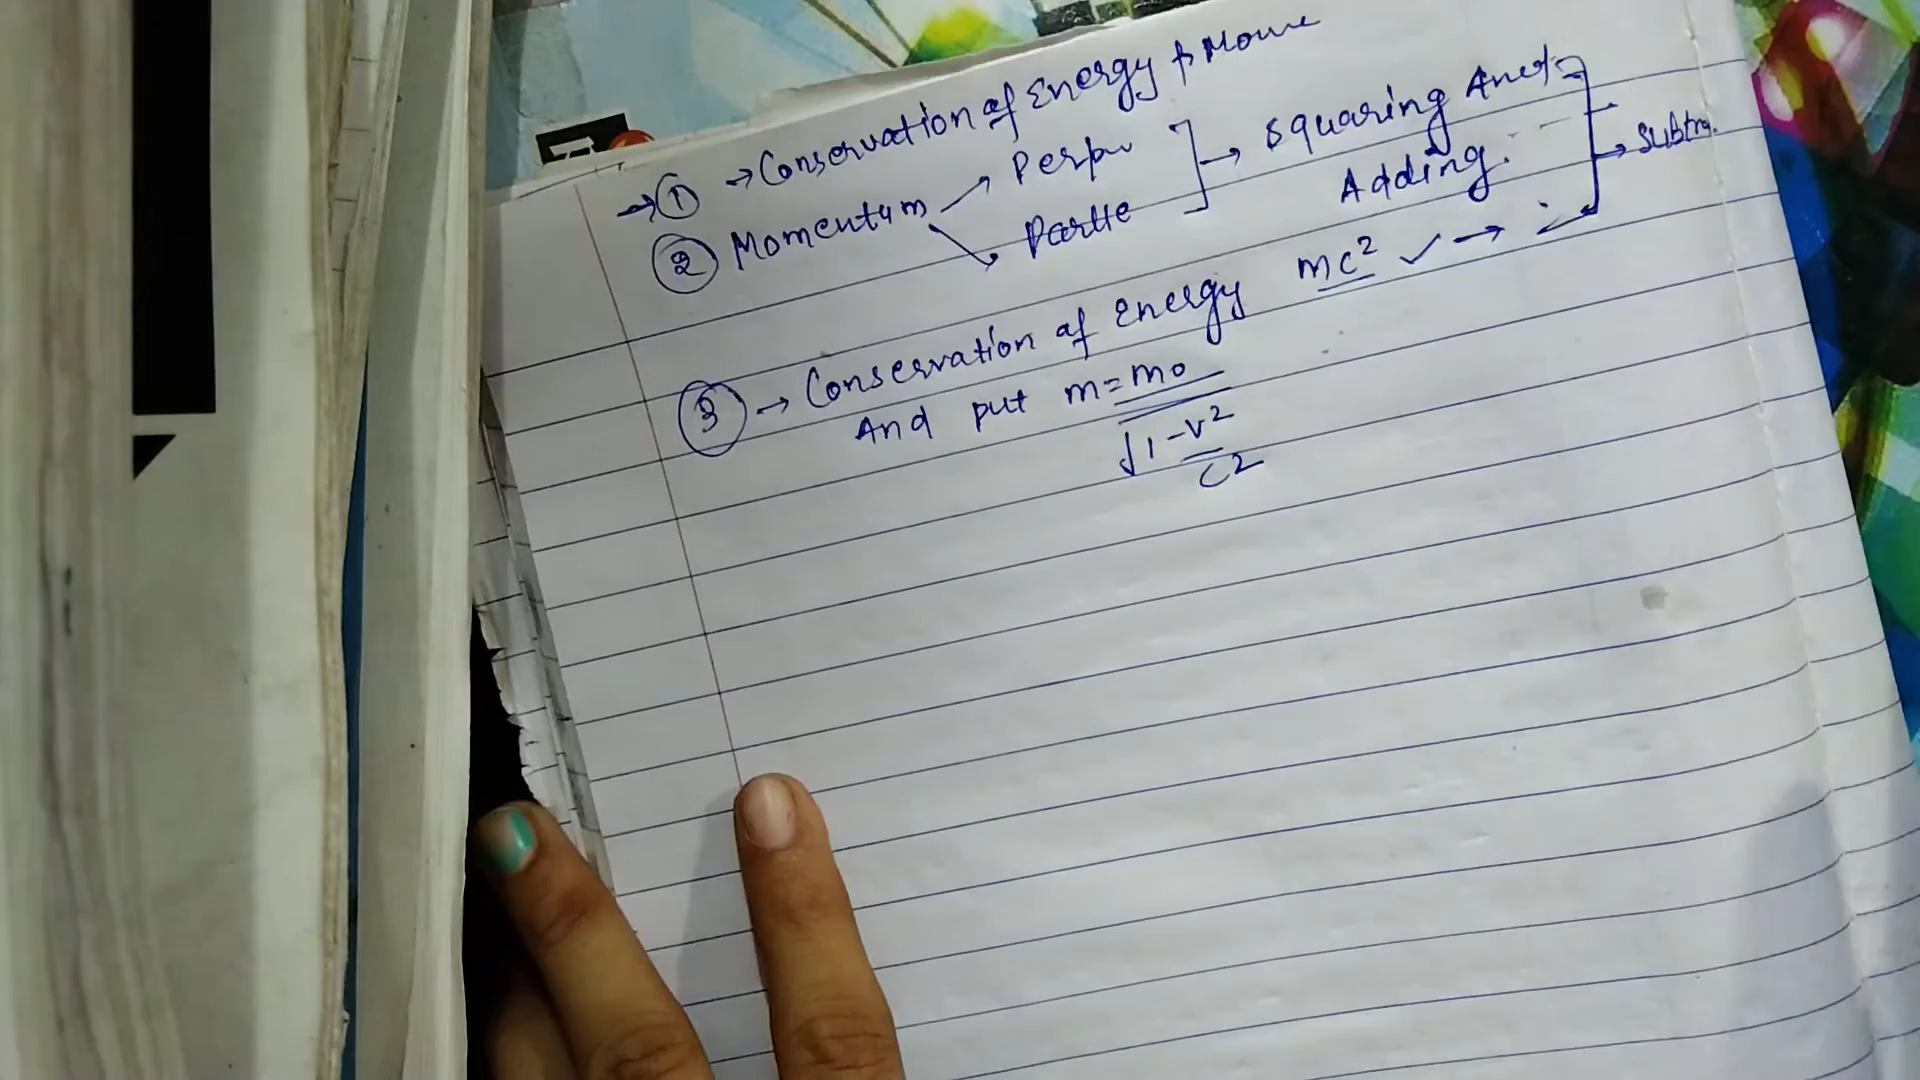 →① → Conservation of Energy & Mome
② Momentum → Perpen ] → Squaring And
→ Parlle Adding. ] → Subtra.
③ → Conservation of Energy mc² ✓ →
And put m = m0
√1-v²
c²